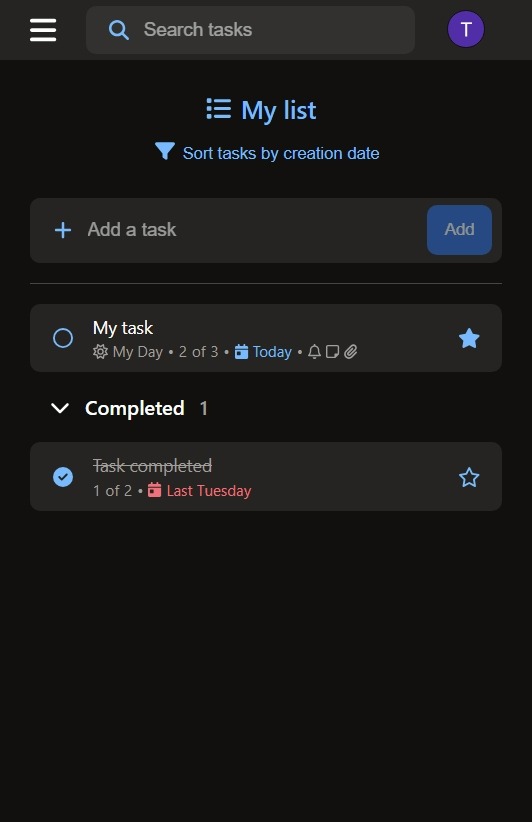 Search tasks
T
My list
Sort tasks by creation date
Add a task
Add
My task
My Day • 2 of 3 • Today •
Completed 1
Task completed
1 of 2 • Last Tuesday